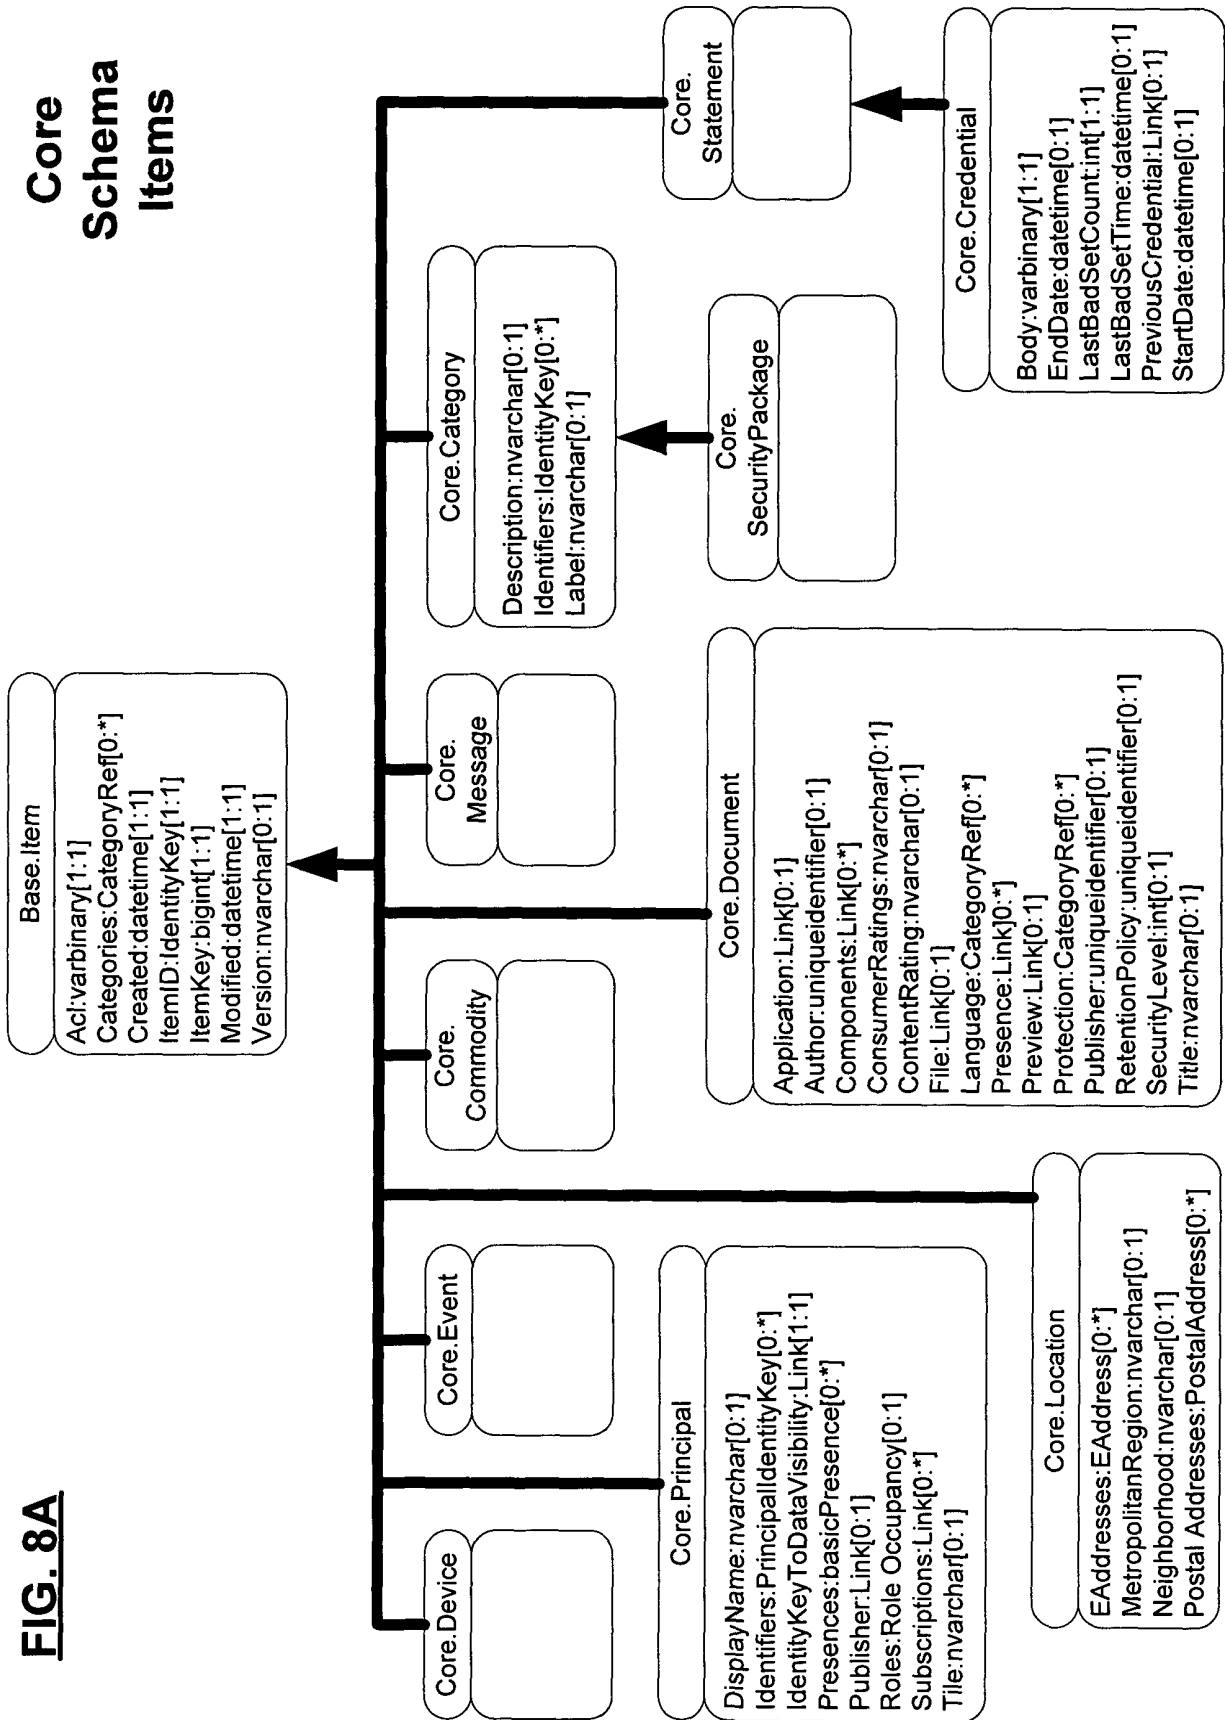 FIG. 8A
Core
Schema
Items
Base.Item
Acl:varbinary[1:1]
Categories:CategoryRef[0:*]
Created:datetime[1:1]
ItemID:IdentityKey[1:1]
ItemKey:bigint[1:1]
Modified:datetime[1:1]
Version:nvarchar[0:1]
Core.Device
Core.Event
Core.
Commodity
Core.
Message
Core.Category
Description:nvarchar[0:1]
Identifiers:IdentityKey[0:*]
Label:nvarchar[0:1]
Core.
Statement
Core.Principal
DisplayName:nvarchar[0:1]
Identifiers:PrincipalIdentityKey[0:*]
IdentityKeyToDataVisibility:Link[1:1]
Presences:basicPresence[0:*]
Publisher:Link[0:1]
Roles:Role Occupancy[0:1]
Subscriptions:Link[0:*]
Tile:nvarchar[0:1]
Core.Document
Application:Link[0:1]
Author:uniqueidentifier[0:1]
Components:Link[0:*]
ConsumerRatings:nvarchar[0:1]
ContentRating:nvarchar[0:1]
File:Link[0:1]
Language:CategoryRef[0:*]
Presence:Link]0:*]
Preview:Link[0:1]
Protection:CategoryRef[0:*]
Publisher:uniqueidentifier[0:1]
RetentionPolicy:uniqueidentifier[0:1]
SecurityLevel:int[0:1]
Title:nvarchar[0:1]
Core.
SecurityPackage
Core.Location
EAddresses:EAddress[0:*]
MetropolitanRegion:nvarchar[0:1]
Neighborhood:nvarchar[0:1]
Postal Addresses:PostalAddress[0:*]
Core.Credential
Body:varbinary[1:1]
EndDate:datetime[0:1]
LastBadSetCount:int[1:1]
LastBadSetTime:datetime[0:1]
PreviousCredential:Link[0:1]
StartDate:datetime[0:1]